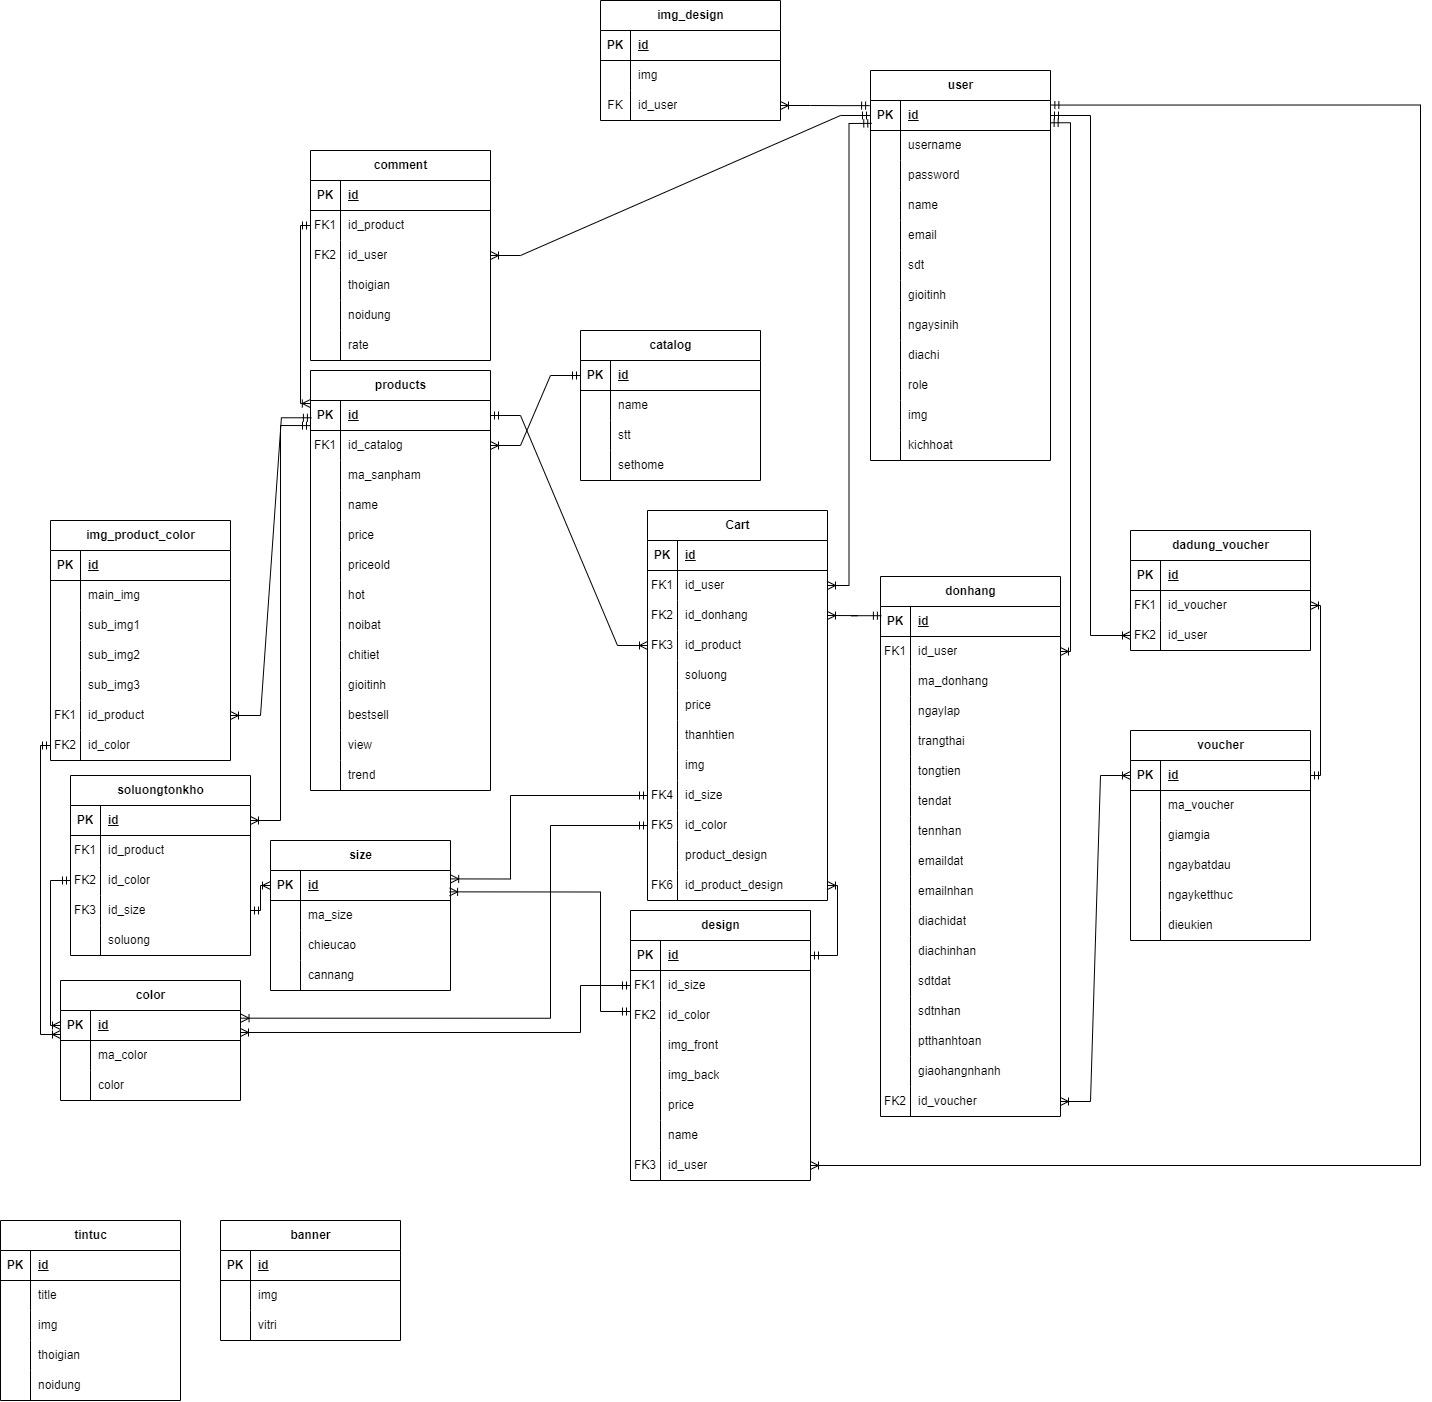 img_design
PK id
img
FK id_user
user
PK id
username
password
name
email
sdt
gioitinh
ngaysinih
diachi
role
img
kichhoat
comment
PK id
FK1 id_product
FK2 id_user
thoigian
noidung
rate
catalog
PK id
name
stt
sethome
products
PK id
FK1 id_catalog
ma_sanpham
name
price
priceold
hot
noibat
chitiet
gioitinh
bestsell
view
trend
img_product_color
PK id
main_img
sub_img1
sub_img2
sub_img3
FK1 id_product
FK2 id_color
Cart
PK id
FK1 id_user
FK2 id_donhang
FK3 id_product
soluong
price
thanhtien
img
FK4 id_size
FK5 id_color
product_design
FK6 id_product_design
donhang
PK id
FK1 id_user
ma_donhang
ngaylap
trangthai
tongtien
tendat
tennhan
emaildat
emailnhan
diachidat
diachinhan
sdtdat
sdtnhan
ptthanhtoan
giaohangnhanh
FK2 id_voucher
dadung_voucher
PK id
FK1 id_voucher
FK2 id_user
voucher
PK id
ma_voucher
giamgia
ngaybatdau
ngayketthuc
dieukien
soluongtonkho
PK id
FK1 id_product
FK2 id_color
FK3 id_size
soluong
size
PK id
ma_size
chieucao
cannang
color
PK id
ma_color
color
design
PK id
FK1 id_size
FK2 id_color
img_front
img_back
price
name
FK3 id_user
tintuc
PK id
title
img
thoigian
noidung
banner
PK id
img
vitri